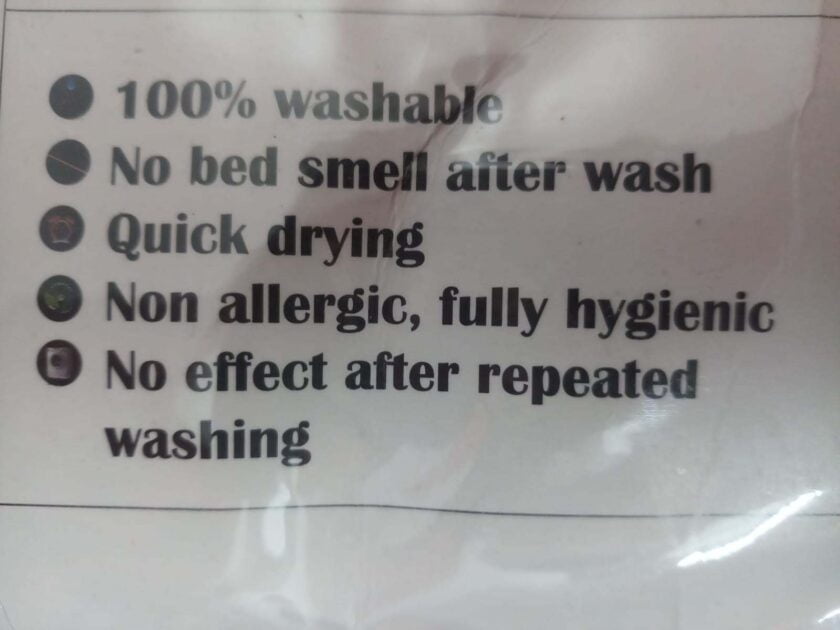 100% washable
No bed smell after wash
Quick drying
Non allergic, fully hygienic
No effect after repeated
washing